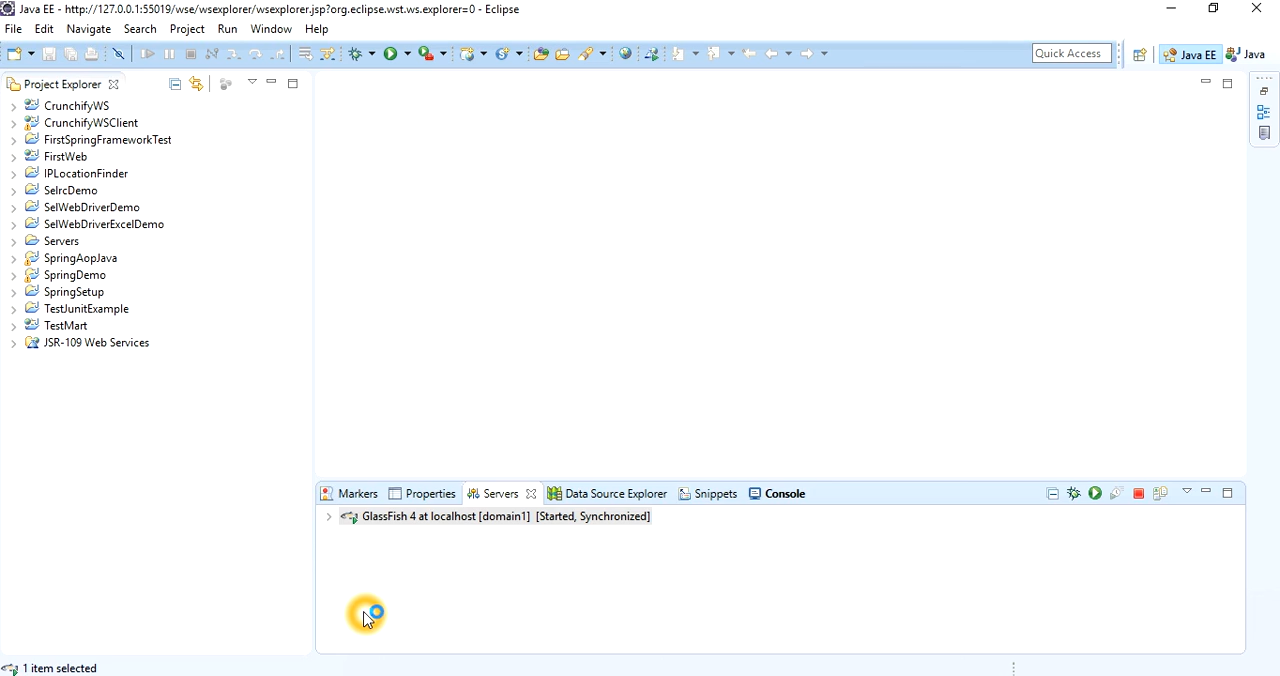 Java EE - http://127.0.0.1:55019/wse/wsexplorer/wsexplorer.jsp?org.eclipse.wst.ws.explorer=0 - Eclipse
File Edit Navigate Search Project Run Window Help
Quick Access
Java EE
Java
Project Explorer
CrunchifyWS
CrunchifyWSClient
FirstSpringFrameworkTest
FirstWeb
IPLocationFinder
SelrcDemo
SelWebDriverDemo
SelWebDriverExcelDemo
Servers
SpringAopJava
SpringDemo
SpringSetup
TestJunitExample
TestMart
JSR-109 Web Services
Markers Properties Servers Data Source Explorer Snippets Console
GlassFish 4 at localhost [domain1] [Started, Synchronized]
1 item selected